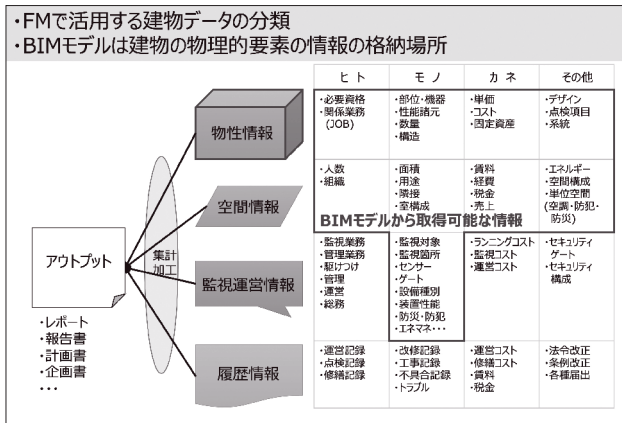 ・FMで活用する建物データの分類
・BIMモデルは建物の物理的要素の情報の格納場所
ヒト
モノ
カネ
その他
物性情報
・必要資格
・関係業務
(JOB)
・部位・機器
・性能諸元
・数量
・構造
・単価
・コスト
・固定資産
・デザイン
・点検項目
・系統
空間情報
・人数
・組織
・面積
・用途
・隣接
・室構成
・賃料
・経費
・税金
・売上
・エネルギー
・空間構成
・単位空間
(空調・防犯・
防災)
BIMモデルから取得可能な情報
監視運営情報
・監視業務
・管理業務
・駆けつけ
・管理
・運営
・総務
・監視対象
・監視箇所
・センサー
・ゲート
・設備種別
・装置性能
・防災・防犯
・エネマネ・・・
・ランニングコスト
・監視コスト
・運営コスト
・セキュリティ
ゲート
・セキュリティ
構成
履歴情報
・運営記録
・点検記録
・修繕記録
・改修記録
・工事記録
・不具合記録
・トラブル
・運営コスト
・修繕コスト
・賃料
・税金
・法令改正
・条例改正
・各種届出
集計
加工
アウトプット
・レポート
・報告書
・計画書
・企画書
・・・